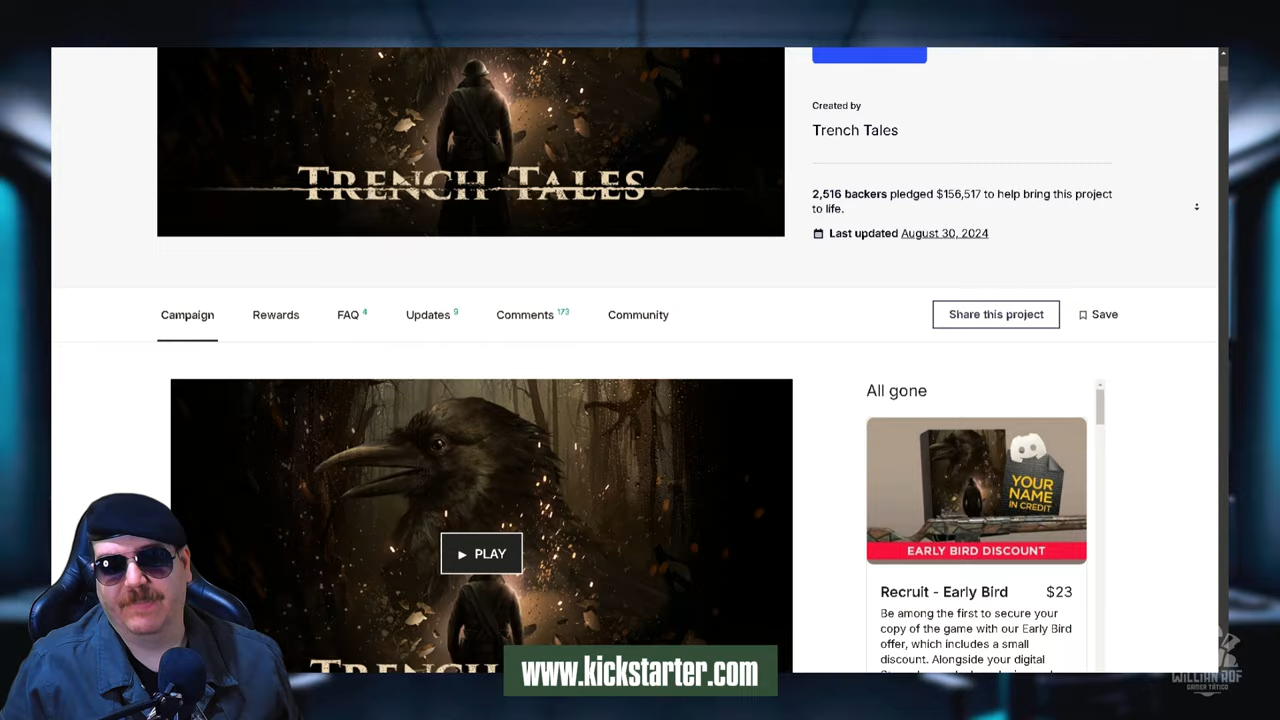 TRENCH TALES
Created by
Trench Tales
2,516 backers pledged $156,517 to help bring this project
to life.
Last updated August 30, 2024
Campaign
Rewards
FAQ 4
Updates 9
Comments 173
Community
Share this project
Save
PLAY
All gone
YOUR
NAME
IN CREDIT
EARLY BIRD DISCOUNT
Recruit - Early Bird $23
Be among the first to secure your
copy of the game with our Early Bird
offer, which includes a small
discount. Alongside your digital
www.kickstarter.com
WILLIAN ROF
GAMER TÁTICO